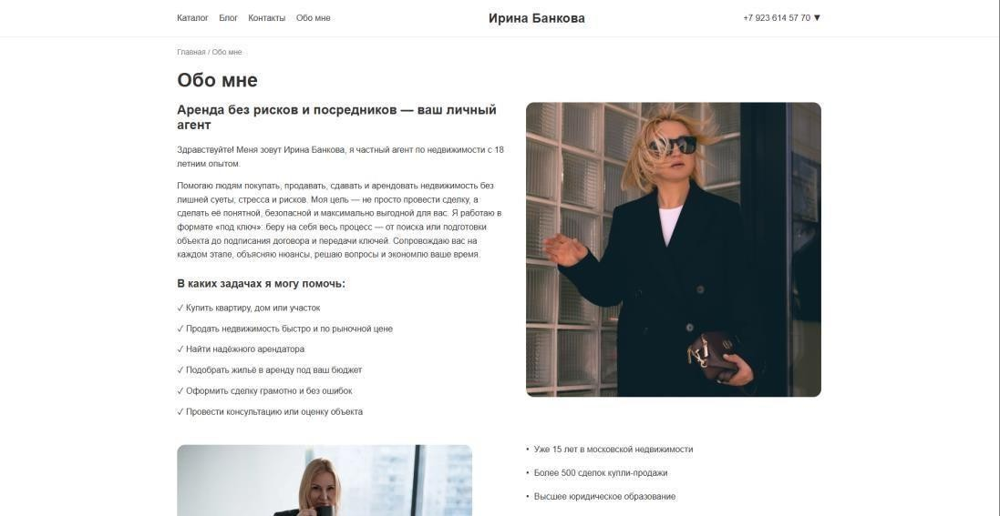 Каталог Блог Контакты Обо мне Ирина Банкова +7 923 614 57 70 ▼
Главная / Обо мне
Обо мне
Аренда без рисков и посредников — ваш личный
агент
Здравствуйте! Меня зовут Ирина Банкова, я частный агент по недвижимости с 18
летним опытом.
Помогаю людям покупать, продавать, сдавать и арендовать недвижимость без
лишней суеты, стресса и рисков. Моя цель — не просто провести сделку, а
сделать её понятной, безопасной и максимально выгодной для вас. Я работаю в
формате «под ключ»: беру на себя весь процесс — от поиска или подготовки
объекта до подписания договора и передачи ключей. Сопровождаю вас на
каждом этапе, объясняю нюансы, решаю вопросы и экономлю ваше время.
В каких задачах я могу помочь:
✓ Купить квартиру, дом или участок
✓ Продать недвижимость быстро и по рыночной цене
✓ Найти надёжного арендатора
✓ Подобрать жильё в аренду под ваш бюджет
✓ Оформить сделку грамотно и без ошибок
✓ Провести консультацию или оценку объекта
• Уже 15 лет в московской недвижимости
• Более 500 сделок купли-продажи
• Высшее юридическое образование